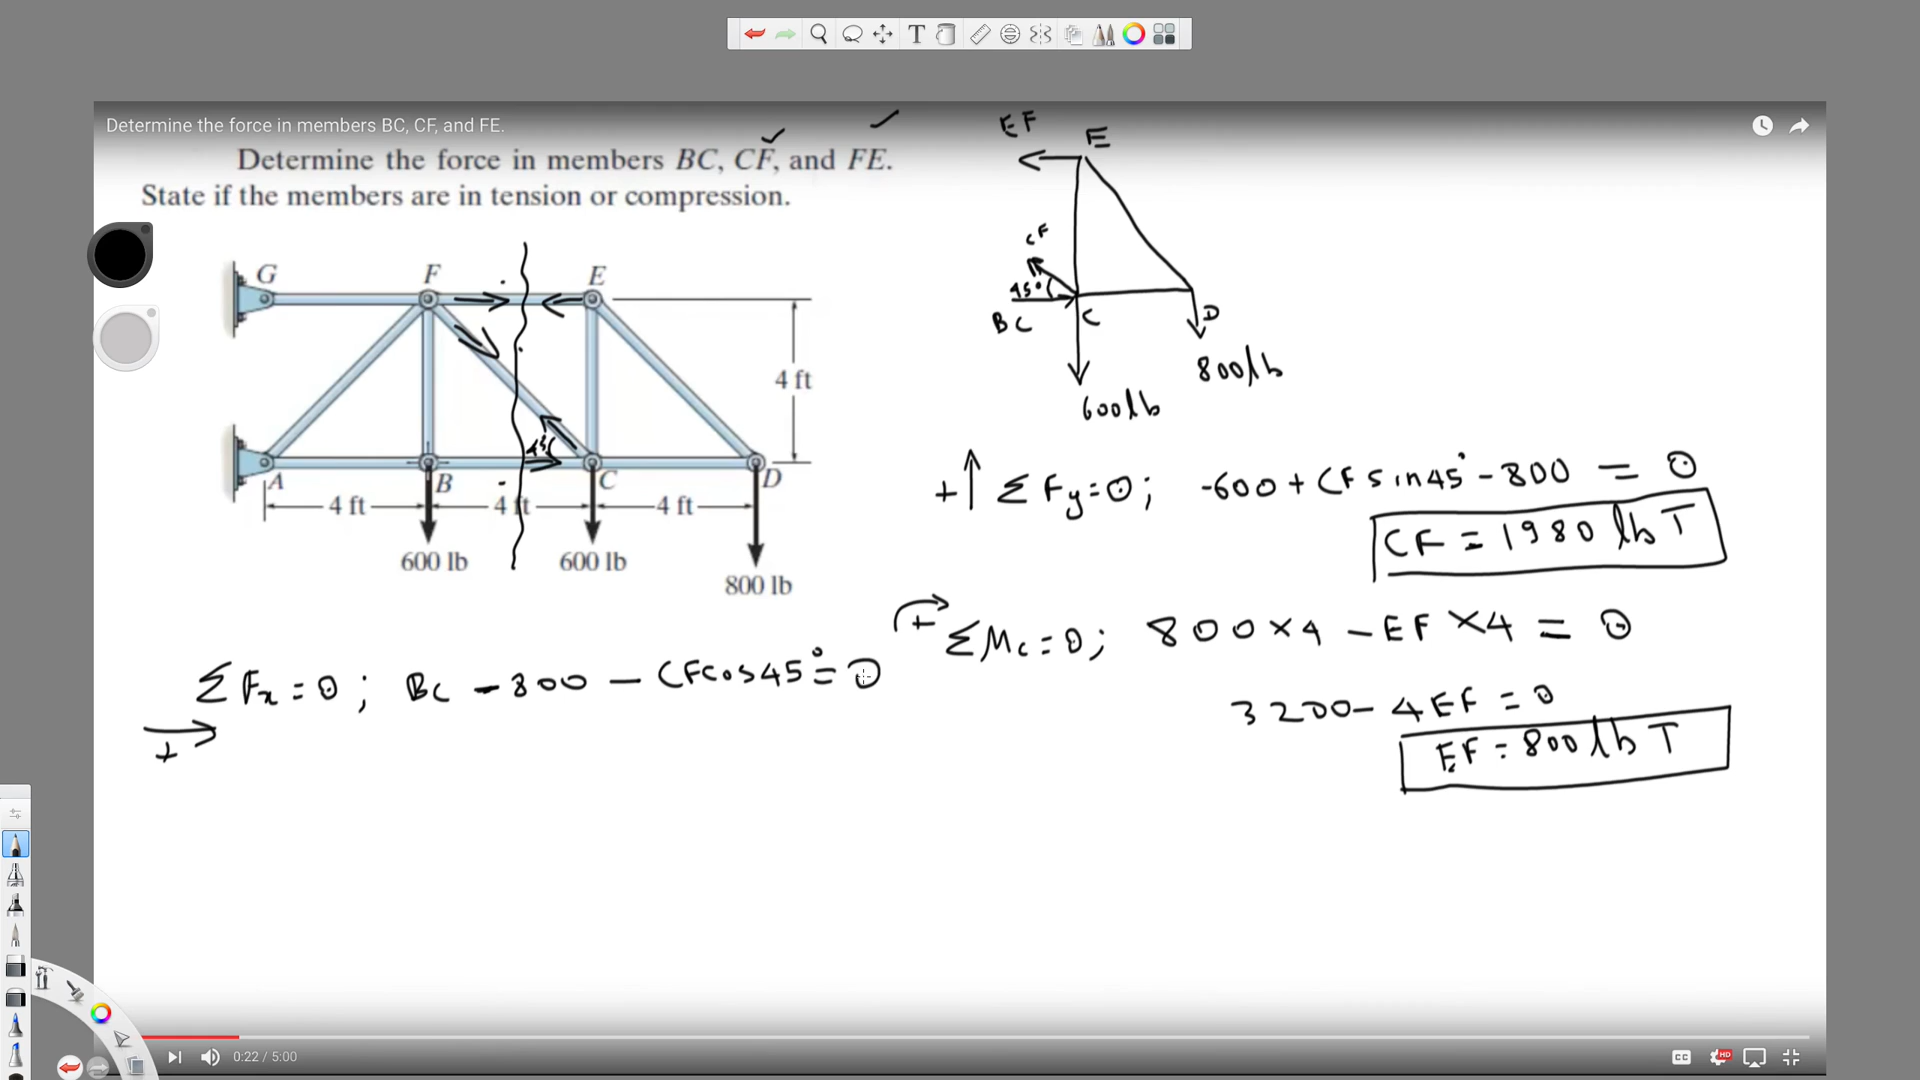 T
Determine the force in members BC, CF, and FE.
Determine the force in members BC, CF, and FE.
State if the members are in tension or compression.
G
F
E
4 ft
A
B
C
D
4 ft
4 ft
4 ft
600 lb
600 lb
800 lb
45
EF
E
CF
45°
BC
C
D
800 lb
600 lb
+↑ ΣFy=0; -600+CF sin45°-800 = 0
CF = 1980 lb T
+ ΣMc=0; 800×4 - EF×4 = 0
3200- 4EF = 0
EF = 800 lb T
ΣFx=0; BC - 800 - CFcos45°=0
+
0:22 / 5:00
CC
HD